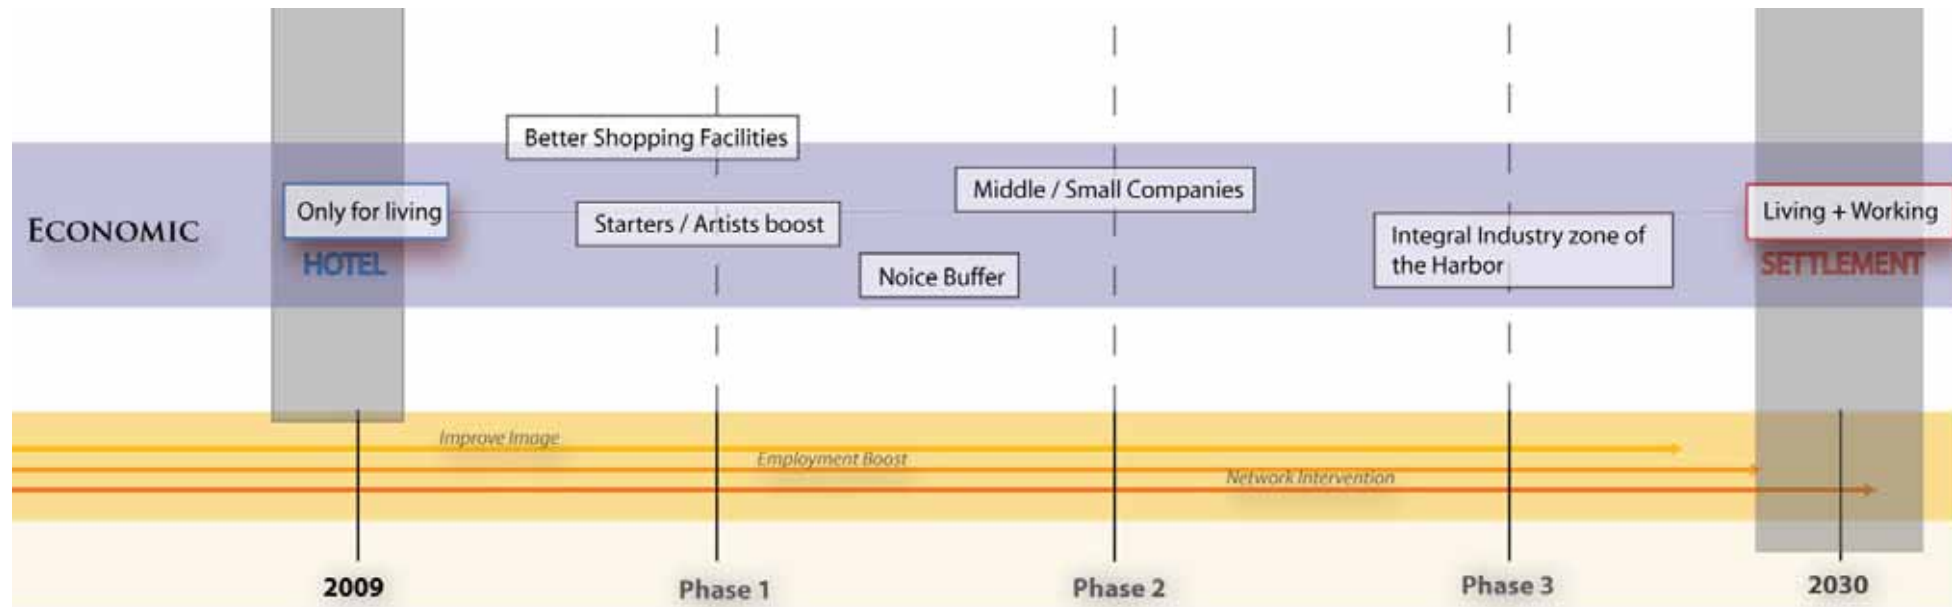 Better Shopping Facilities
Middle / Small Companies
Only for living
Living + Working
Starters / Artists boost
ECONOMIC
Integral Industry zone of
the Harbor
HOTEL
SETTLEMENT
Noice Buffer
Improve Image
Employment Boost
Network Intervention
2009
Phase 1
Phase 2
Phase 3
2030